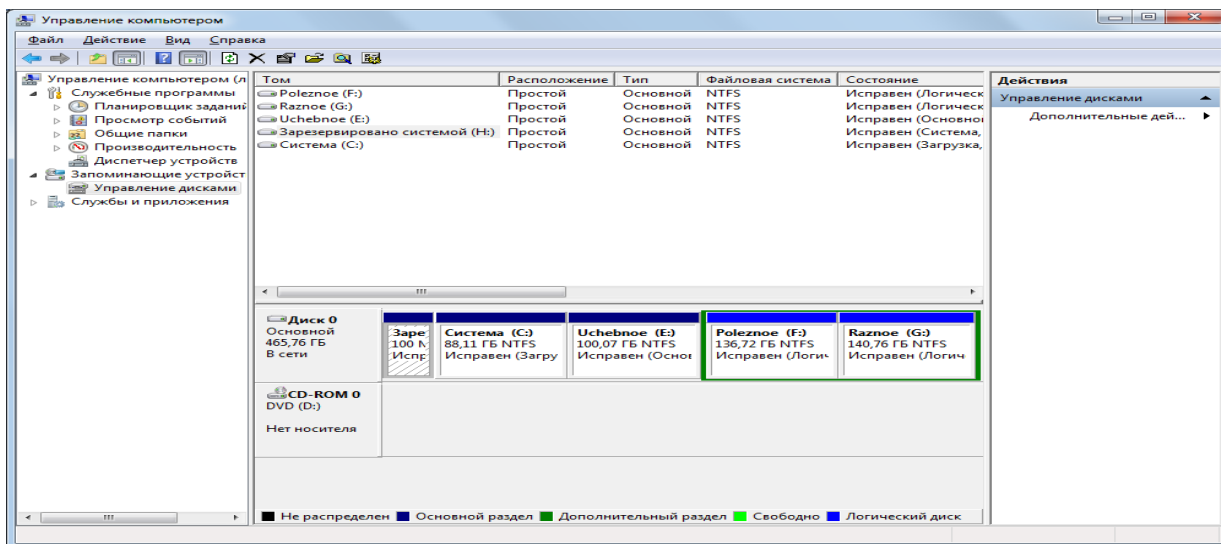 Управление компьютером
Файл Действие Вид Справка
Управление компьютером (л
Служебные программы
Планировщик заданий
Просмотр событий
Общие папки
Производительность
Диспетчер устройств
Запоминающие устройст
Управление дисками
Службы и приложения
Том Расположение Тип Файловая система Состояние
Poleznoe (F:) Простой Основной NTFS Исправен (Логическ
Raznoe (G:) Простой Основной NTFS Исправен (Логическ
Uchebnoe (E:) Простой Основной NTFS Исправен (Основно
Зарезервировано системой (H:) Простой Основной NTFS Исправен (Система,
Система (C:) Простой Основной NTFS Исправен (Загрузка,
Диск 0
Основной
465,76 ГБ
В сети
Заре
100 М
Испр
Система (C:)
88,11 ГБ NTFS
Исправен (Загру
Uchebnoe (E:)
100,07 ГБ NTFS
Исправен (Основ
Poleznoe (F:)
136,72 ГБ NTFS
Исправен (Логич
Raznoe (G:)
140,76 ГБ NTFS
Исправен (Логич
CD-ROM 0
DVD (D:)
Нет носителя
Не распределен Основной раздел Дополнительный раздел Свободно Логический диск
Действия
Управление дисками
Дополнительные дей...